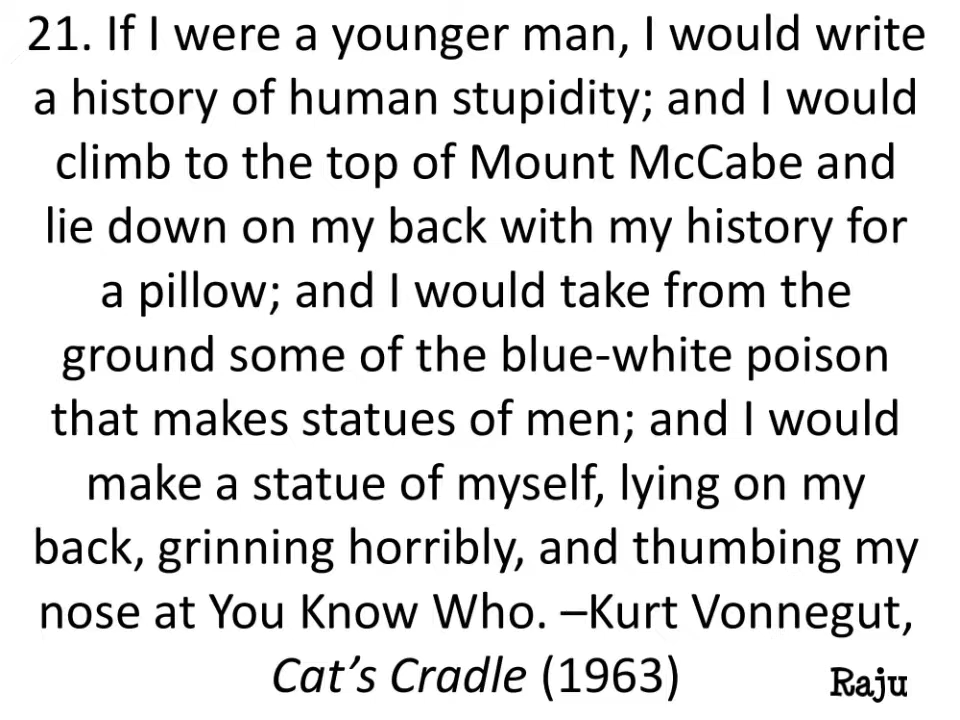 21. If I were a younger man, I would write
a history of human stupidity; and I would
climb to the top of Mount McCabe and
lie down on my back with my history for
a pillow; and I would take from the
ground some of the blue-white poison
that makes statues of men; and I would
make a statue of myself, lying on my
back, grinning horribly, and thumbing my
nose at You Know Who. –Kurt Vonnegut,
Cat’s Cradle (1963)
Raju